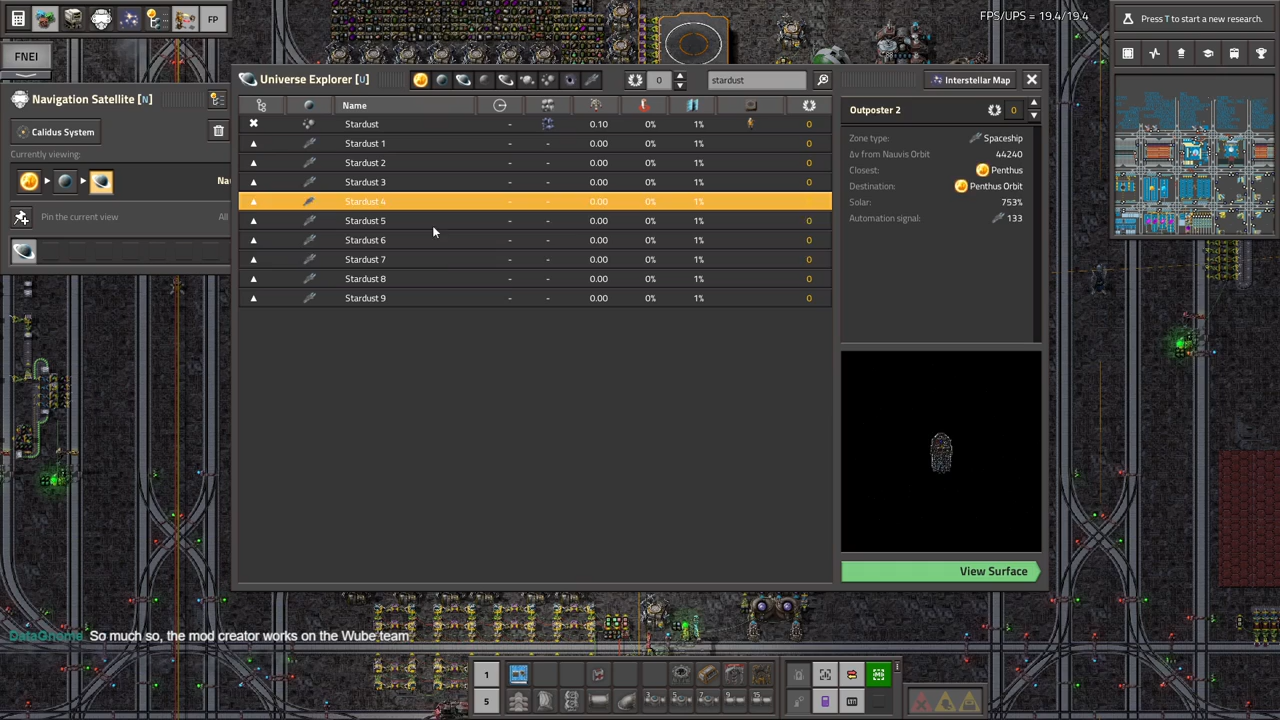 FP
FPS/UPS = 19.4/19.4
Press T to start a new research.
FNEI
Universe Explorer [U]
0
stardust
Interstellar Map
Navigation Satellite [N]
Calidus System
Currently viewing:
Na
Pin the current view
All
Name
Stardust - 0.10 0% 1% 0
Stardust 1 - - 0.00 0% 1% 0
Stardust 2 - - 0.00 0% 1% 0
Stardust 3 - - 0.00 0% 1% 0
Stardust 4 - - 0.00 0% 1% 0
Stardust 5 - - 0.00 0% 1% 0
Stardust 6 - - 0.00 0% 1% 0
Stardust 7 - - 0.00 0% 1% 0
Stardust 8 - - 0.00 0% 1% 0
Stardust 9 - - 0.00 0% 1% 0
Outposter 2 0
Zone type: Spaceship
Δv from Nauvis Orbit 44240
Closest: Penthus
Destination: Penthus Orbit
Solar: 753%
Automation signal: 133
View Surface
DataGnome So much so, the mod creator works on the Wube team.
1
5